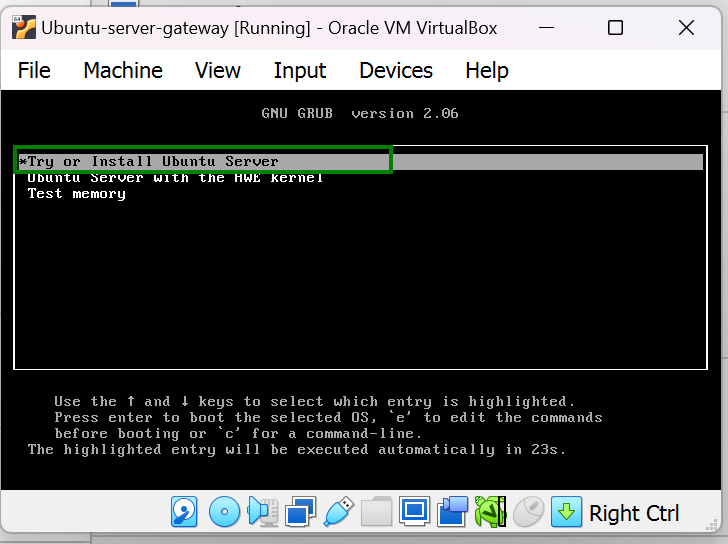 Ubuntu-server-gateway [Running] - Oracle VM VirtualBox
File Machine View Input Devices Help
GNU GRUB version 2.06
*Try or Install Ubuntu Server
Ubuntu Server with the HWE kernel
Test memory
Use the ↑ and ↓ keys to select which entry is highlighted.
Press enter to boot the selected OS, `e' to edit the commands
before booting or `c' for a command-line.
The highlighted entry will be executed automatically in 23s.
Right Ctrl